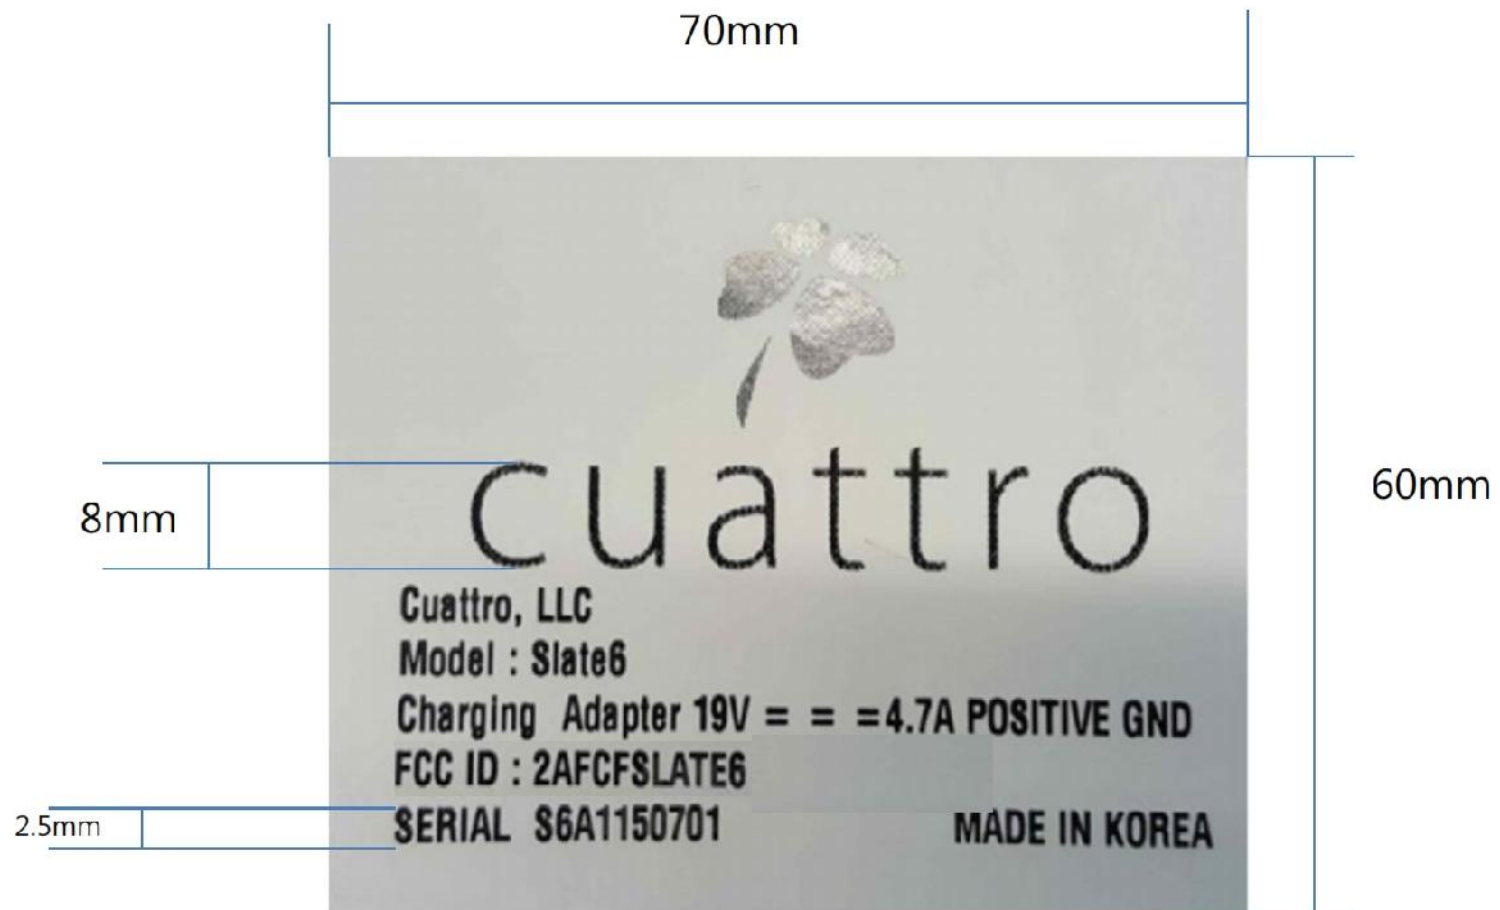 70mm
60mm
8mm
cuattro
Cuattro, LLC
Model : Slate6
Charging Adapter 19V = = =4.7A POSITIVE GND
FCC ID : 2AFCFSLATE6
2.5mm
SERIAL S6A1150701 MADE IN KOREA